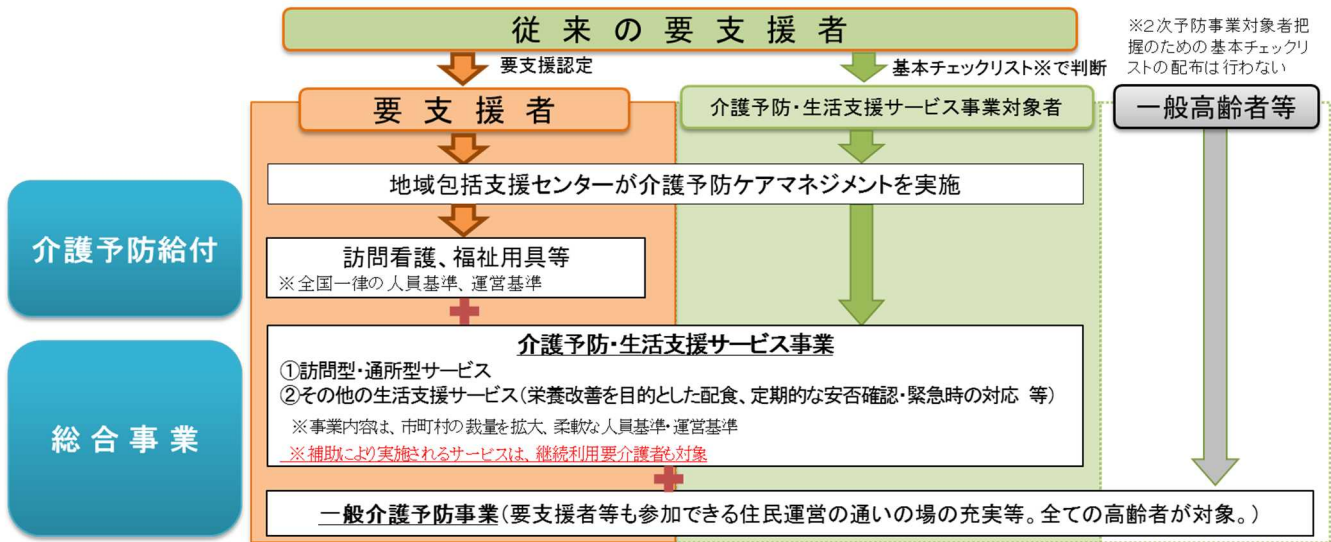 従来の要支援者
※2次予防事業対象者把
握のための基本チェックリ
ストの配布は行わない
要支援認定
基本チェックリスト※で判断
要支援者
介護予防・生活支援サービス事業対象者
一般高齢者等
地域包括支援センターが介護予防ケアマネジメントを実施
介護予防給付
訪問看護、福祉用具等
※全国一律の人員基準、運営基準
総合事業
介護予防・生活支援サービス事業
①訪問型・通所型サービス
②その他の生活支援サービス(栄養改善を目的とした配食、定期的な安否確認・緊急時の対応 等)
※事業内容は、市町村の裁量を拡大、柔軟な人員基準・運営基準
※補助により実施されるサービスは、継続利用要介護者も対象
一般介護予防事業(要支援者等も参加できる住民運営の通いの場の充実等。全ての高齢者が対象。)